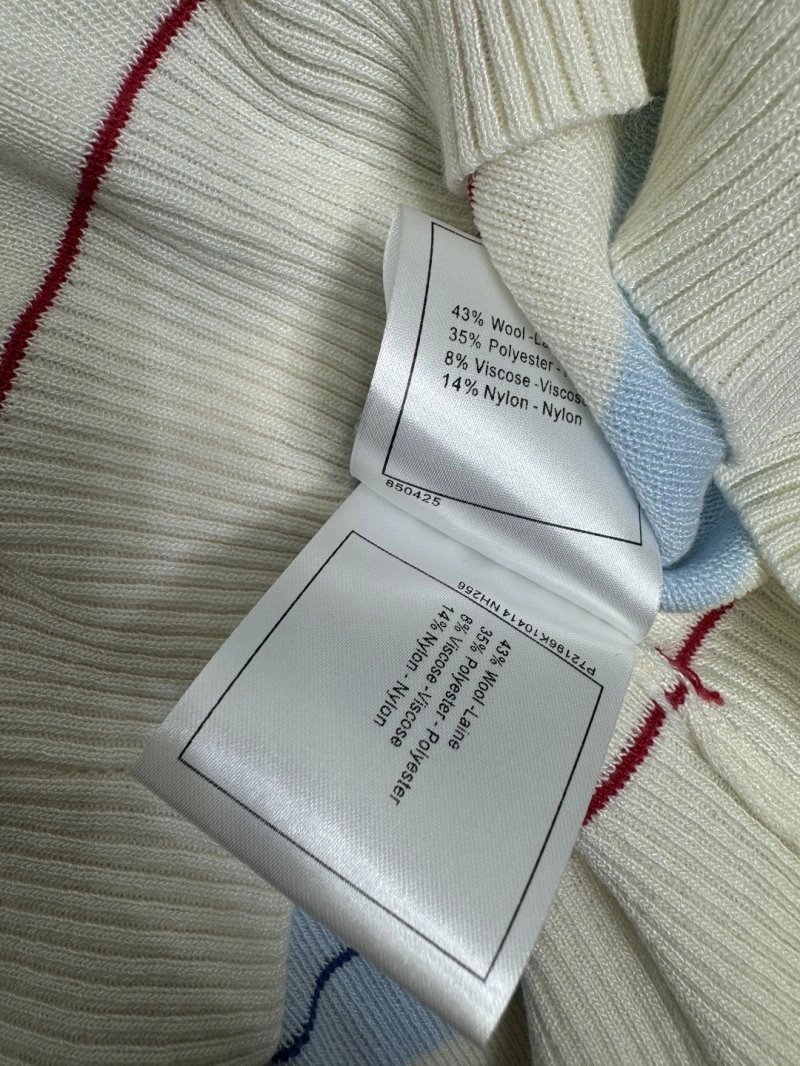 43% Wool -La
35% Polyester -
8% Viscose -Viscose
14% Nylon - Nylon
850425
P72196K10414 NH256
43% Wool -Laine
35% Polyester - Polyester
8% Viscose -Viscose
14% Nylon - Nylon